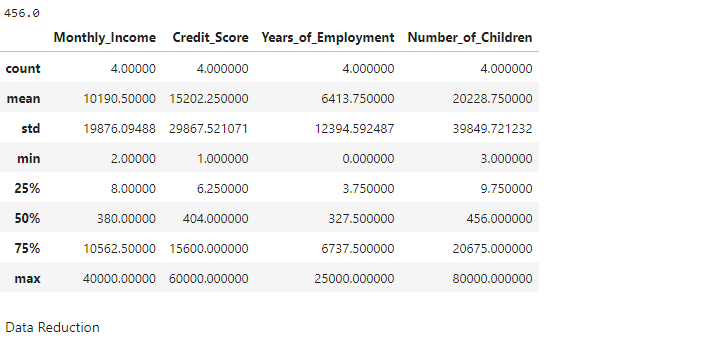 456.0
Monthly_Income Credit_Score Years_of_Employment Number_of_Children
count 4.00000 4.000000 4.000000 4.000000
mean 10190.50000 15202.250000 6413.750000 20228.750000
std 19876.09488 29867.521071 12394.592487 39849.721232
min 2.00000 1.000000 0.000000 3.000000
25% 8.00000 6.250000 3.750000 9.750000
50% 380.00000 404.000000 327.500000 456.000000
75% 10562.50000 15600.000000 6737.500000 20675.000000
max 40000.00000 60000.000000 25000.000000 80000.000000
Data Reduction